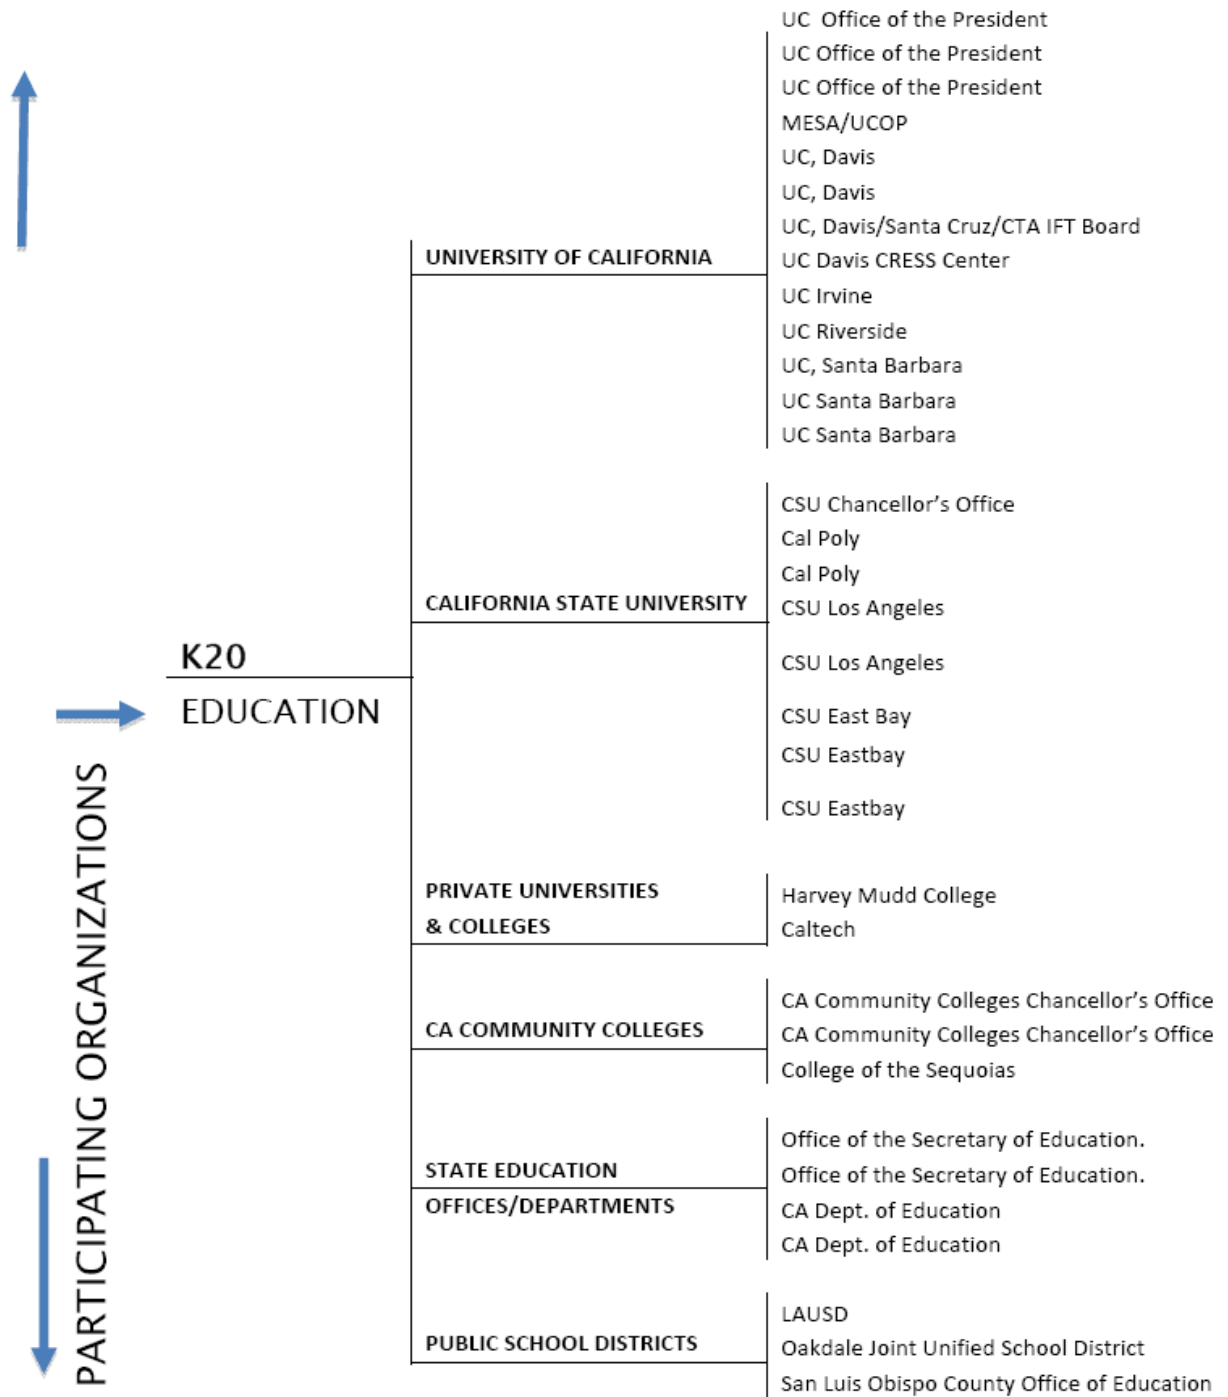 PARTICIPATING ORGANIZATIONS
K20
EDUCATION
UNIVERSITY OF CALIFORNIA
UC  Office of the President
UC Office of the President
UC Office of the President
MESA/UCOP
UC, Davis
UC, Davis
UC, Davis/Santa Cruz/CTA IFT Board
UC Davis CRESS Center
UC Irvine
UC Riverside
UC, Santa Barbara
UC Santa Barbara
UC Santa Barbara
CALIFORNIA STATE UNIVERSITY
CSU Chancellor’s Office
Cal Poly
Cal Poly
CSU Los Angeles
CSU Los Angeles
CSU East Bay
CSU Eastbay
CSU Eastbay
PRIVATE UNIVERSITIES
& COLLEGES
Harvey Mudd College
Caltech
CA COMMUNITY COLLEGES
CA Community Colleges Chancellor’s Office
CA Community Colleges Chancellor’s Office
College of the Sequoias
STATE EDUCATION
OFFICES/DEPARTMENTS
Office of the Secretary of Education.
Office of the Secretary of Education.
CA Dept. of Education
CA Dept. of Education
PUBLIC SCHOOL DISTRICTS
LAUSD
Oakdale Joint Unified School District
San Luis Obispo County Office of Education